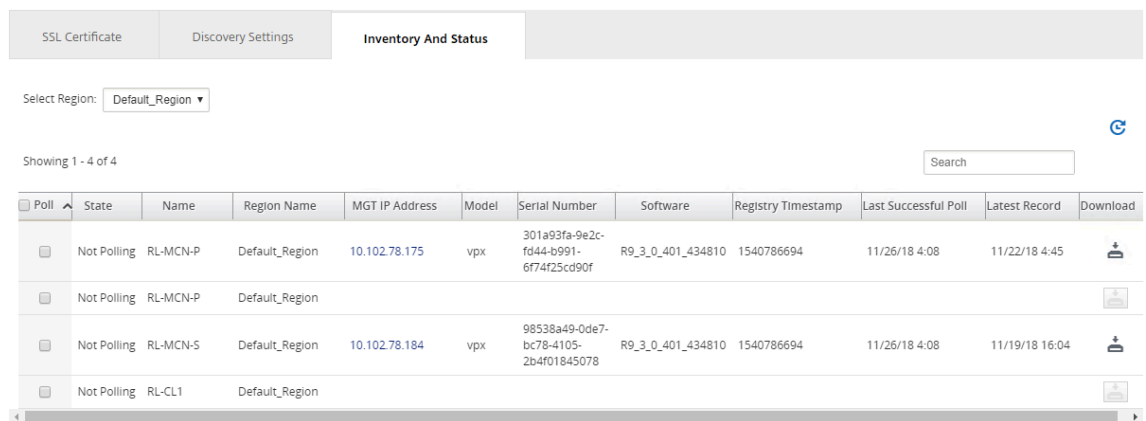 SSL Certificate Discovery Settings Inventory And Status
Select Region: Default_Region
Showing 1 - 4 of 4
Search
Poll State Name Region Name MGT IP Address Model Serial Number Software Registry Timestamp Last Successful Poll Latest Record Download
301a93fa-9e2c-
Not Polling RL-MCN-P Default_Region 10.102.78.175 vpx fd44-b991- R9_3_0_401_434810 1540786694 11/26/18 4:08 11/22/18 4:45
6f74f25cd90f
Not Polling RL-MCN-P Default_Region
98538a49-0de7-
Not Polling RL-MCN-S Default_Region 10.102.78.184 vpx bc78-4105- R9_3_0_401_434810 1540786694 11/26/18 4:08 11/19/18 16:04
2b4f01845078
Not Polling RL-CL1 Default_Region